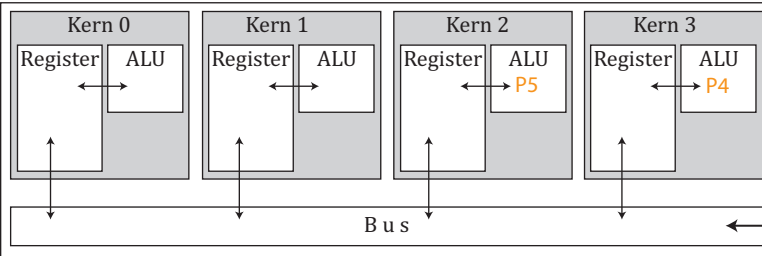 Kern 0 Kern 1 Kern 2 Kern 3
Register ALU Register ALU Register ALU Register ALU
P5 P4
B u s